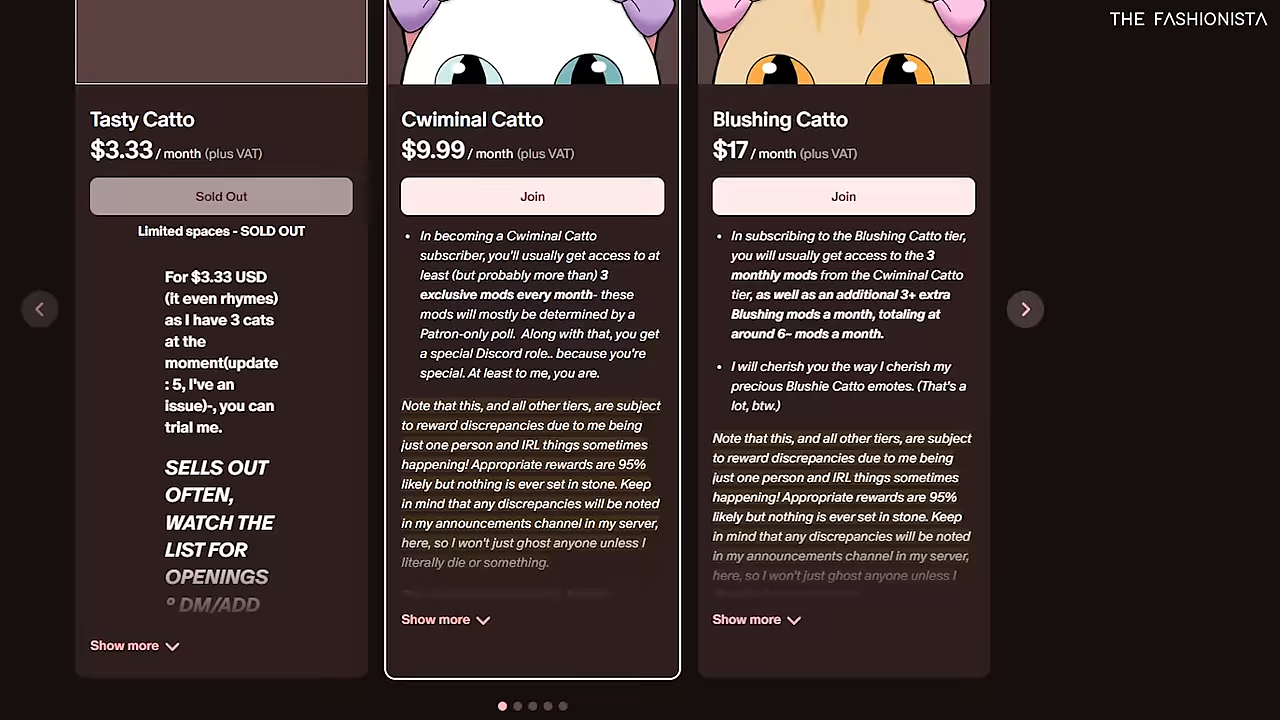 THE FASHIONISTA
Tasty Catto
$3.33 / month (plus VAT)
Sold Out
Limited spaces - SOLD OUT
For $3.33 USD
(it even rhymes)
as I have 3 cats
at the
moment(update
: 5, I've an
issue)-, you can
trial me.
SELLS OUT
OFTEN,
WATCH THE
LIST FOR
OPENINGS
° DM/ADD
Show more
Cwiminal Catto
$9.99 / month (plus VAT)
Join
• In becoming a Cwiminal Catto
subscriber, you'll usually get access to at
least (but probably more than) 3
exclusive mods every month- these
mods will mostly be determined by a
Patron-only poll. Along with that, you get
a special Discord role.. because you're
special. At least to me, you are.
Note that this, and all other tiers, are subject
to reward discrepancies due to me being
just one person and IRL things sometimes
happening! Appropriate rewards are 95%
likely but nothing is ever set in stone. Keep
in mind that any discrepancies will be noted
in my announcements channel in my server,
here, so I won't just ghost anyone unless I
literally die or something.
Show more
Blushing Catto
$17 / month (plus VAT)
Join
• In subscribing to the Blushing Catto tier,
you will usually get access to the 3
monthly mods from the Cwiminal Catto
tier, as well as an additional 3+ extra
Blushing mods a month, totaling at
around 6~ mods a month.
• I will cherish you the way I cherish my
precious Blushie Catto emotes. (That's a
lot, btw.)
Note that this, and all other tiers, are subject
to reward discrepancies due to me being
just one person and IRL things sometimes
happening! Appropriate rewards are 95%
likely but nothing is ever set in stone. Keep
in mind that any discrepancies will be noted
in my announcements channel in my server,
here, so I won't just ghost anyone unless I
Show more